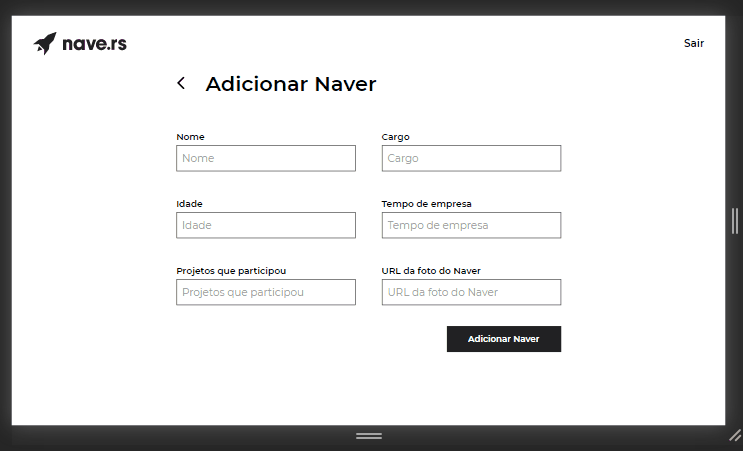 nave.rs
Sair
Adicionar Naver
Nome
Cargo
Nome
Cargo
Idade
Tempo de empresa
Idade
Tempo de empresa
Projetos que participou
URL da foto do Naver
Projetos que participou
URL da foto do Naver
Adicionar Naver